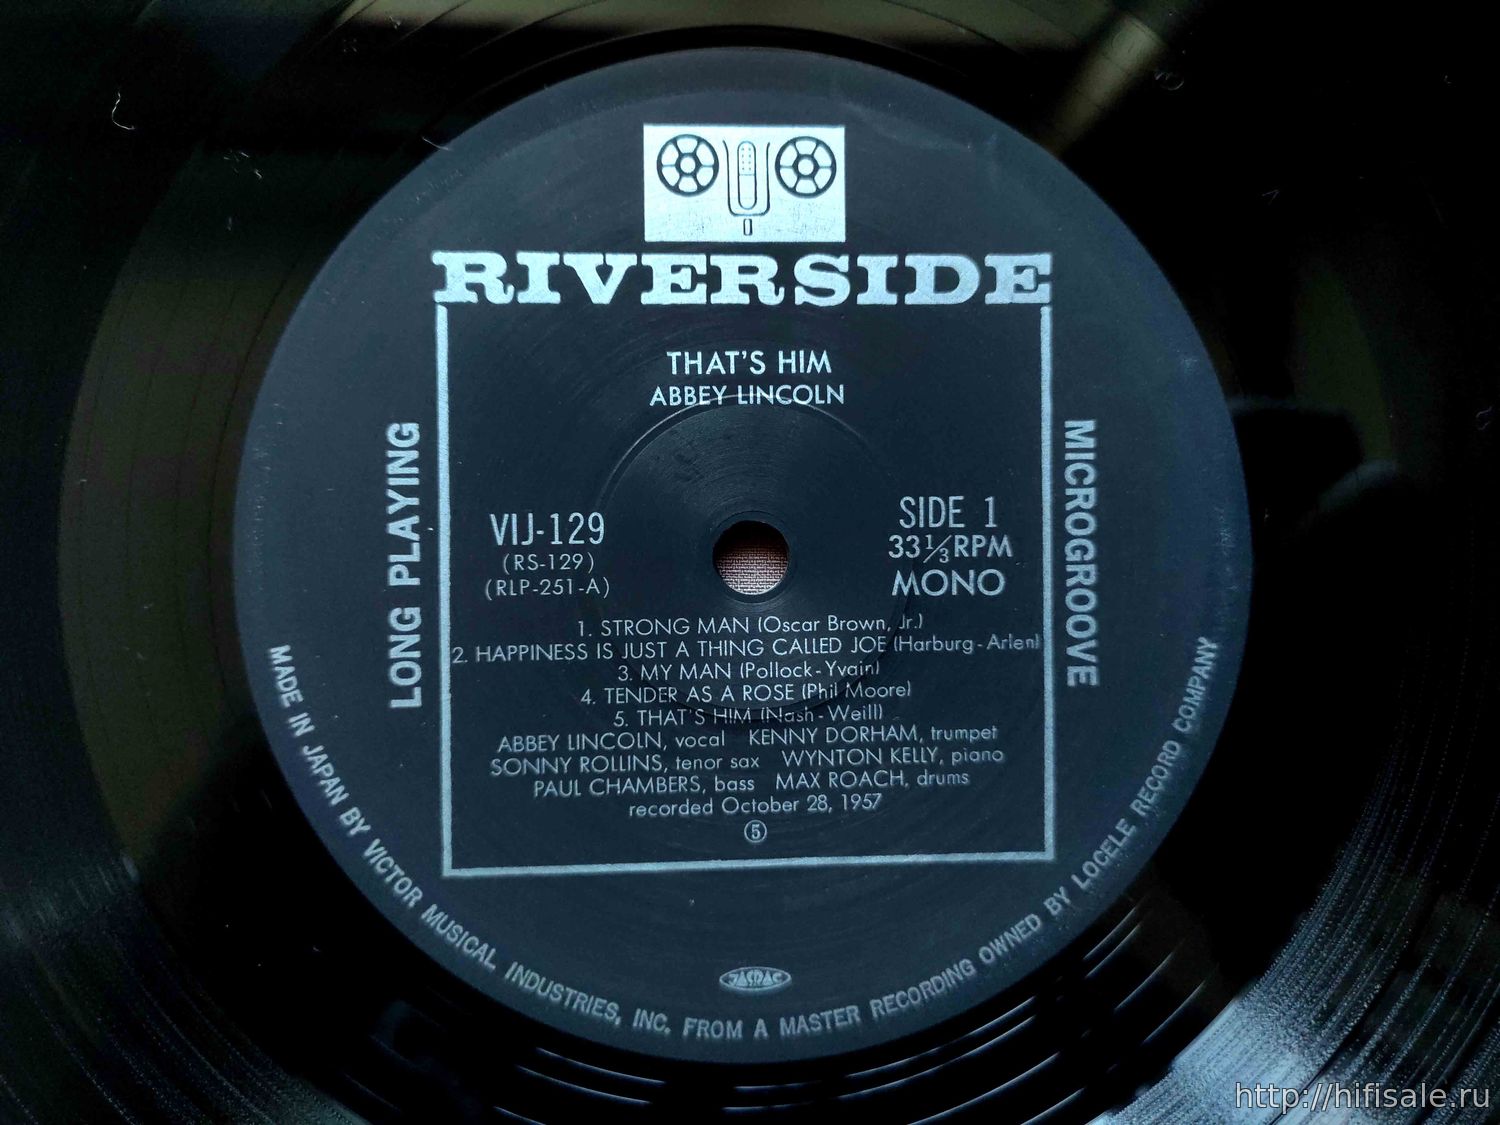 RIVERSIDE
THAT'S HIM
ABBEY LINCOLN
LONG PLAYING
MICROGROOVE
VIJ-129
(RS-129)
(RLP-251-A)
SIDE 1
33 1/3 RPM
MONO
1. STRONG MAN (Oscar Brown, Jr.)
2. HAPPINESS IS JUST A THING CALLED JOE (Harburg-Arlen)
3. MY MAN (Pollock-Yvain)
4. TENDER AS A ROSE (Phil Moore)
5. THAT'S HIM (Nash-Weill)
ABBEY LINCOLN, vocal KENNY DORHAM, trumpet
SONNY ROLLINS, tenor sax WYNTON KELLY, piano
PAUL CHAMBERS, bass MAX ROACH, drums
recorded October 28, 1957
⑤
JASRAC
MADE IN JAPAN BY VICTOR MUSICAL INDUSTRIES, INC. FROM A MASTER RECORDING OWNED BY LOCELE RECORD COMPANY
http://hifisale.ru